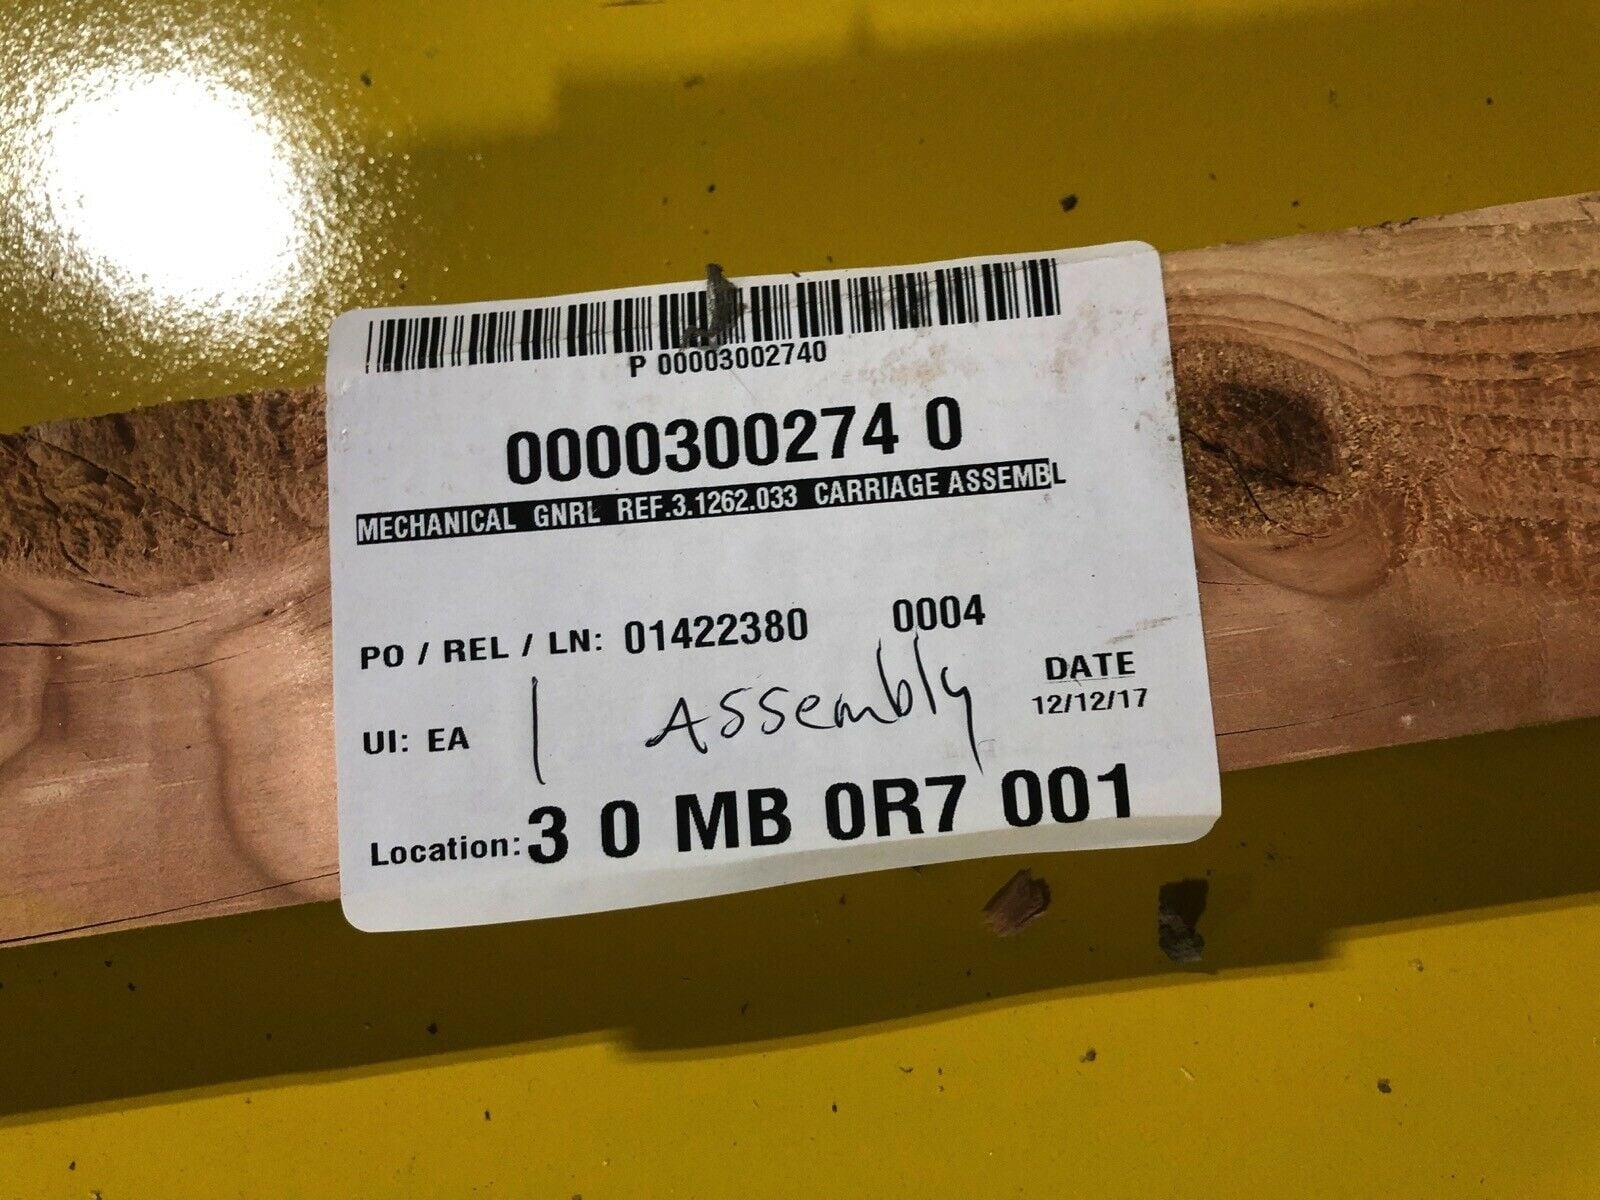 P 00003002740
0000300274 0
MECHANICAL GNRL REF.3.1262.033 CARRIAGE ASSEMBL
PO / REL / LN: 01422380 0004
DATE
12/12/17
UI: EA 1 Assembly
Location: 3 0 MB 0R7 001